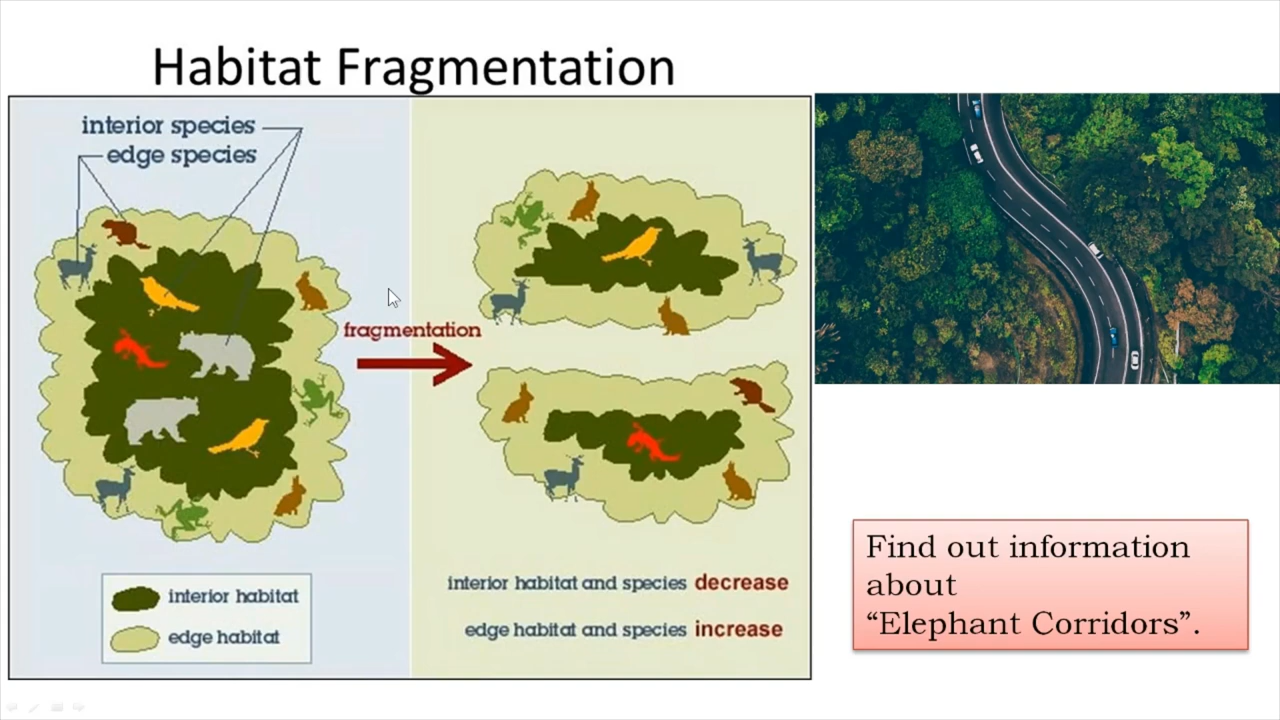 Habitat Fragmentation
interior species
edge species
fragmentation
interior habitat
edge habitat
interior habitat and species decrease
edge habitat and species increase
Find out information
about
“Elephant Corridors”.